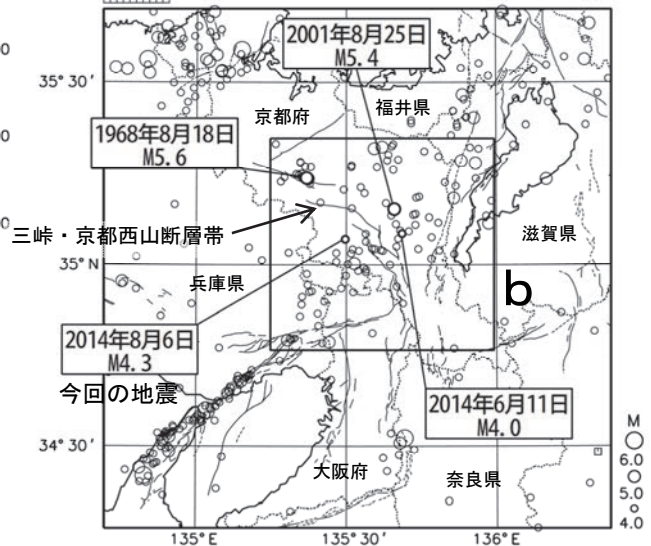 2001年8月25日
M5.4
35°30′
京都府
福井県
1968年8月18日
M5.6
三峠・京都西山断層帯
滋賀県
35°N
兵庫県
b
2014年8月6日
M4.3
今回の地震
2014年6月11日
M4.0
34°30′
大阪府
奈良県
M
6.0
5.0
4.0
135°E
135°30′
136°E
0
0
0